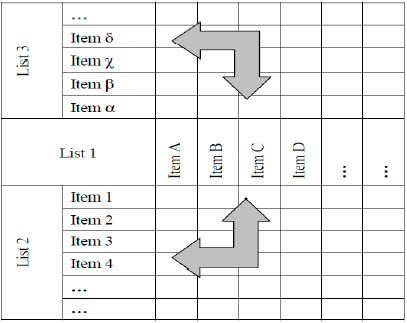 ...
Item δ
Item χ
Item β
Item α
List 3
List 1
Item A
Item B
Item C
Item D
...
...
List 2
Item 1
Item 2
Item 3
Item 4
...
...